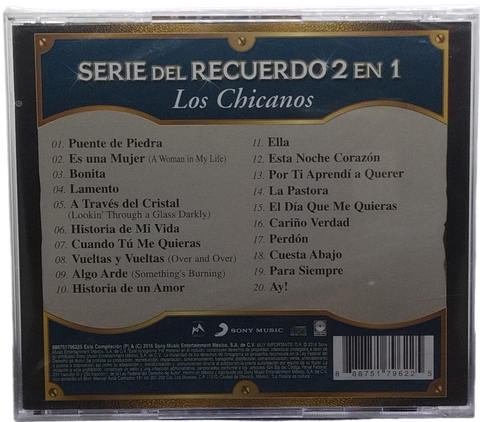 SERIE DEL RECUERDO 2 EN 1
Los Chicanos
01. Puente de Piedra
02. Es una Mujer (A Woman in My Life)
03. Bonita
04. Lamento
05. A Través del Cristal
(Lookin' Through a Glass Darkly)
06. Historia de Mi Vida
07. Cuando Tú Me Quieras
08. Vueltas y Vueltas (Over and Over)
09. Algo Arde (Something's Burning)
10. Historia de un Amor
11. Ella
12. Esta Noche Corazón
13. Por Ti Aprendí a Querer
14. La Pastora
15. El Día Que Me Quieras
16. Cariño Verdad
17. Perdón
18. Cuesta Abajo
19. Para Siempre
20. Ay!
SONY MUSIC
8 86751 79622 5